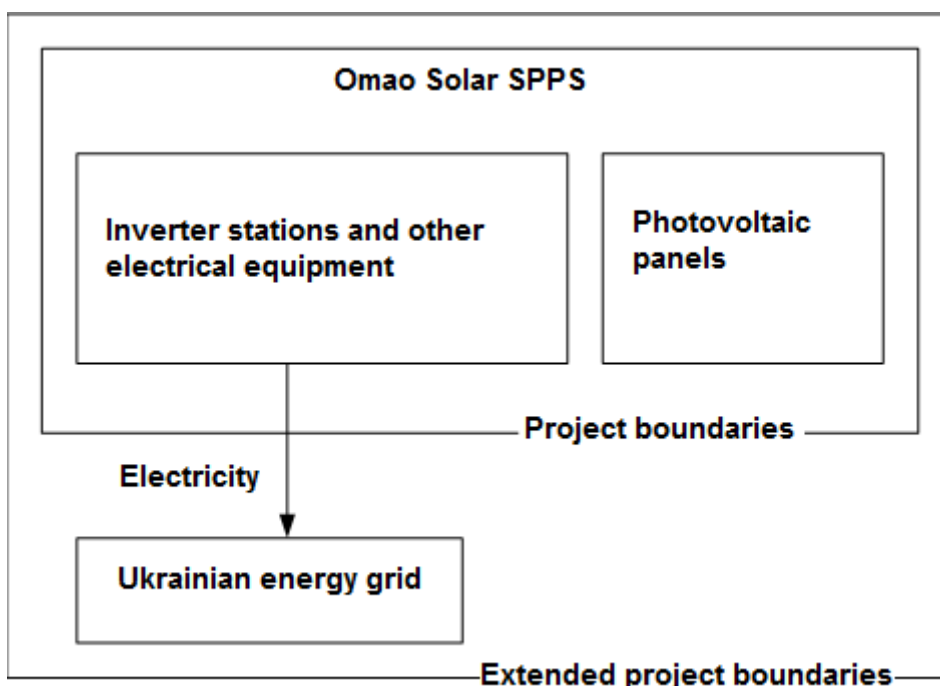 Omao Solar SPPS
Inverter stations and other
electrical equipment
Photovoltaic
panels
Project boundaries
Electricity
Ukrainian energy grid
Extended project boundaries